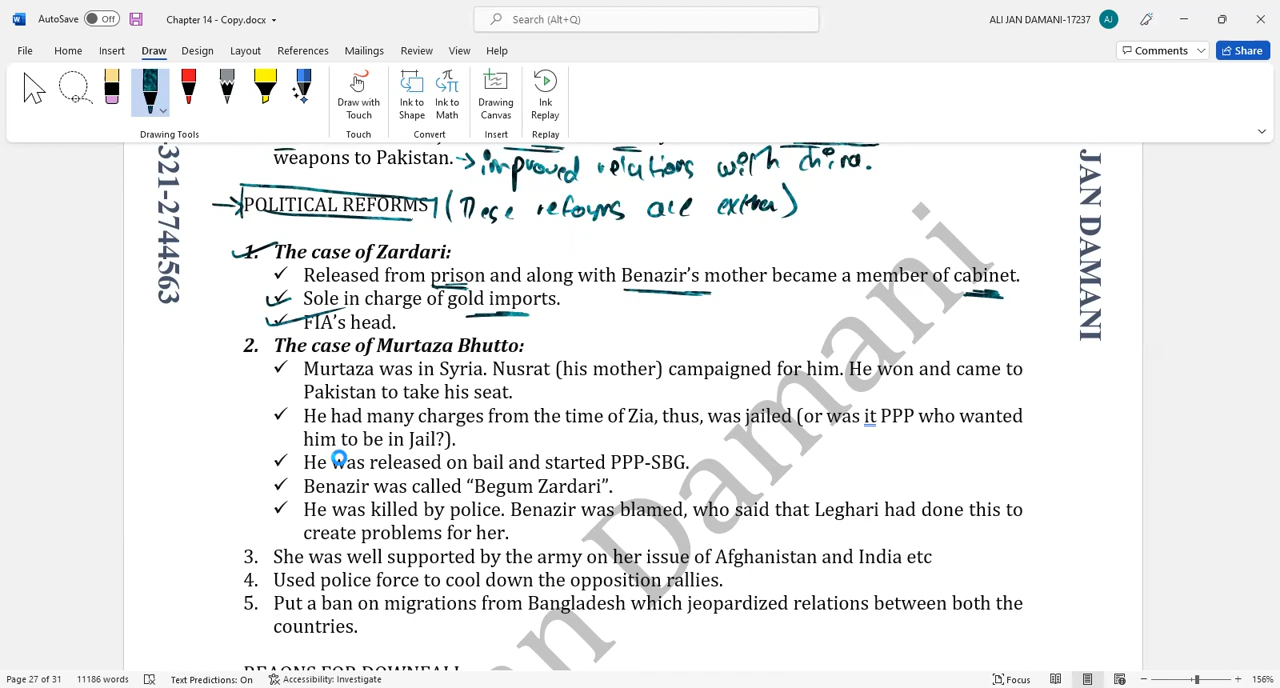 AutoSave Off Chapter 14 - Copy.docx Search (Alt+Q) ALI JAN DAMANI-17237 AJ
File Home Insert Draw Design Layout References Mailings Review View Help Comments Share
Draw with Touch Ink to Shape Ink to Math Drawing Canvas Ink Replay
Drawing Tools Touch Convert Insert Replay
weapons to Pakistan. → improved relations with china.
→ POLITICAL REFORMS (These reforms are extra)
1. The case of Zardari:
✓ Released from prison and along with Benazir’s mother became a member of cabinet.
✓ Sole in charge of gold imports.
✓ FIA’s head.
2. The case of Murtaza Bhutto:
✓ Murtaza was in Syria. Nusrat (his mother) campaigned for him. He won and came to
Pakistan to take his seat.
✓ He had many charges from the time of Zia, thus, was jailed (or was it PPP who wanted
him to be in Jail?).
✓ He was released on bail and started PPP-SBG.
✓ Benazir was called “Begum Zardari”.
✓ He was killed by police. Benazir was blamed, who said that Leghari had done this to
create problems for her.
3. She was well supported by the army on her issue of Afghanistan and India etc
4. Used police force to cool down the opposition rallies.
5. Put a ban on migrations from Bangladesh which jeopardized relations between both the
countries.
REAONS FOR DOWNFALL
321-2744563
JAN DAMANI
n Damani
Page 27 of 31 11186 words Text Predictions: On Accessibility: Investigate Focus 156%